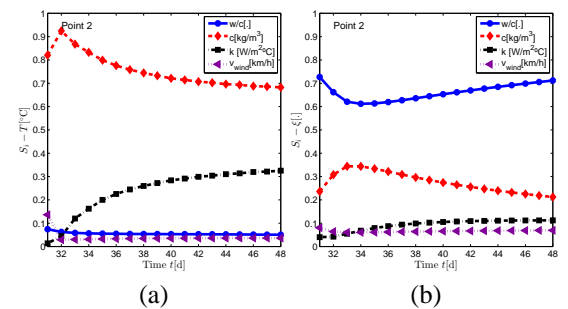 Point 2
w/c[.]
c[kg/m³]
k [W/m²ºC]
v_wind[km/h]
1
0.9
0.8
0.7
0.6
0.5
0.4
0.3
0.2
0.1
0
S_i − T[°C]
32 34 36 38 40 42 44 46 48
Time t[d]
(a)
Point 2
w/c[.]
c[kg/m³]
k [W/m²ºC]
v_wind[km/h]
1
0.9
0.8
0.7
0.6
0.5
0.4
0.3
0.2
0.1
0
S_i − ξ[.]
32 34 36 38 40 42 44 46 48
Time t[d]
(b)